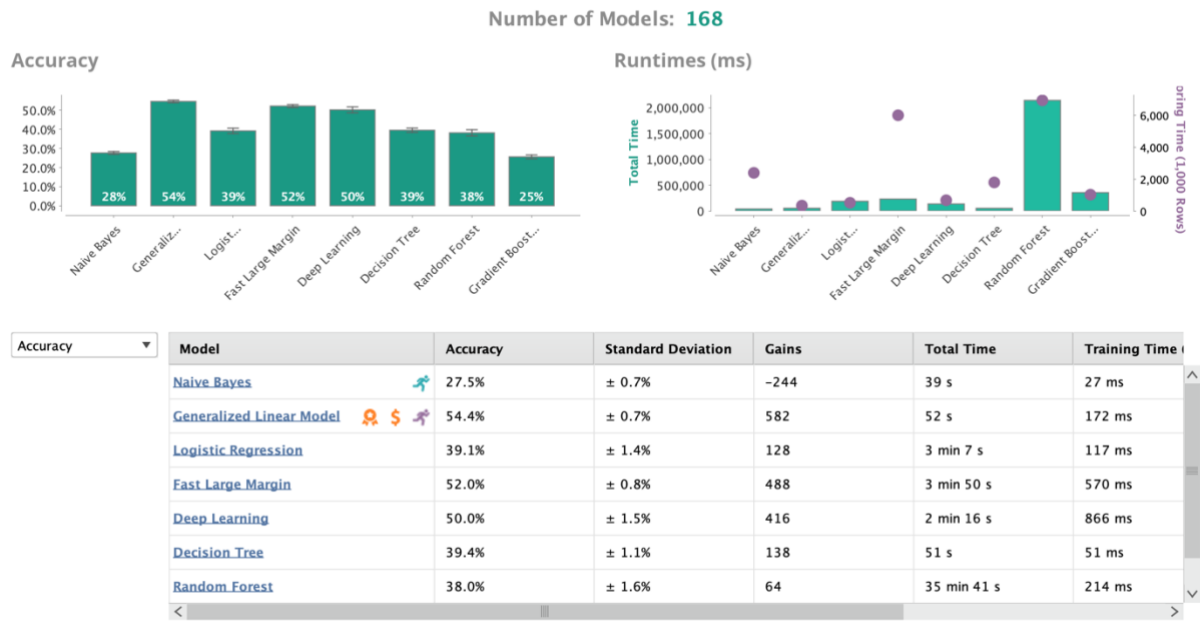 Number of Models: 168
Accuracy
50.0%
40.0%
30.0%
20.0%
10.0%
0.0%
28% 54% 39% 52% 50% 39% 38% 25%
Naive Bayes
Generaliz...
Logist...
Fast Large Margin
Deep Learning
Decision Tree
Random Forest
Gradient Boost...
Runtimes (ms)
Total Time
2,000,000
1,500,000
1,000,000
500,000
0
6,000
4,000
2,000
0
oring Time (1,000 Rows)
Naive Bayes
Generaliz...
Logist...
Fast Large Margin
Deep Learning
Decision Tree
Random Forest
Gradient Boost...
Accuracy
Model Accuracy Standard Deviation Gains Total Time Training Time (
Naive Bayes 27.5% ± 0.7% −244 39 s 27 ms
Generalized Linear Model $ 54.4% ± 0.7% 582 52 s 172 ms
Logistic Regression 39.1% ± 1.4% 128 3 min 7 s 117 ms
Fast Large Margin 52.0% ± 0.8% 488 3 min 50 s 570 ms
Deep Learning 50.0% ± 1.5% 416 2 min 16 s 866 ms
Decision Tree 39.4% ± 1.1% 138 51 s 51 ms
Random Forest 38.0% ± 1.6% 64 35 min 41 s 214 ms